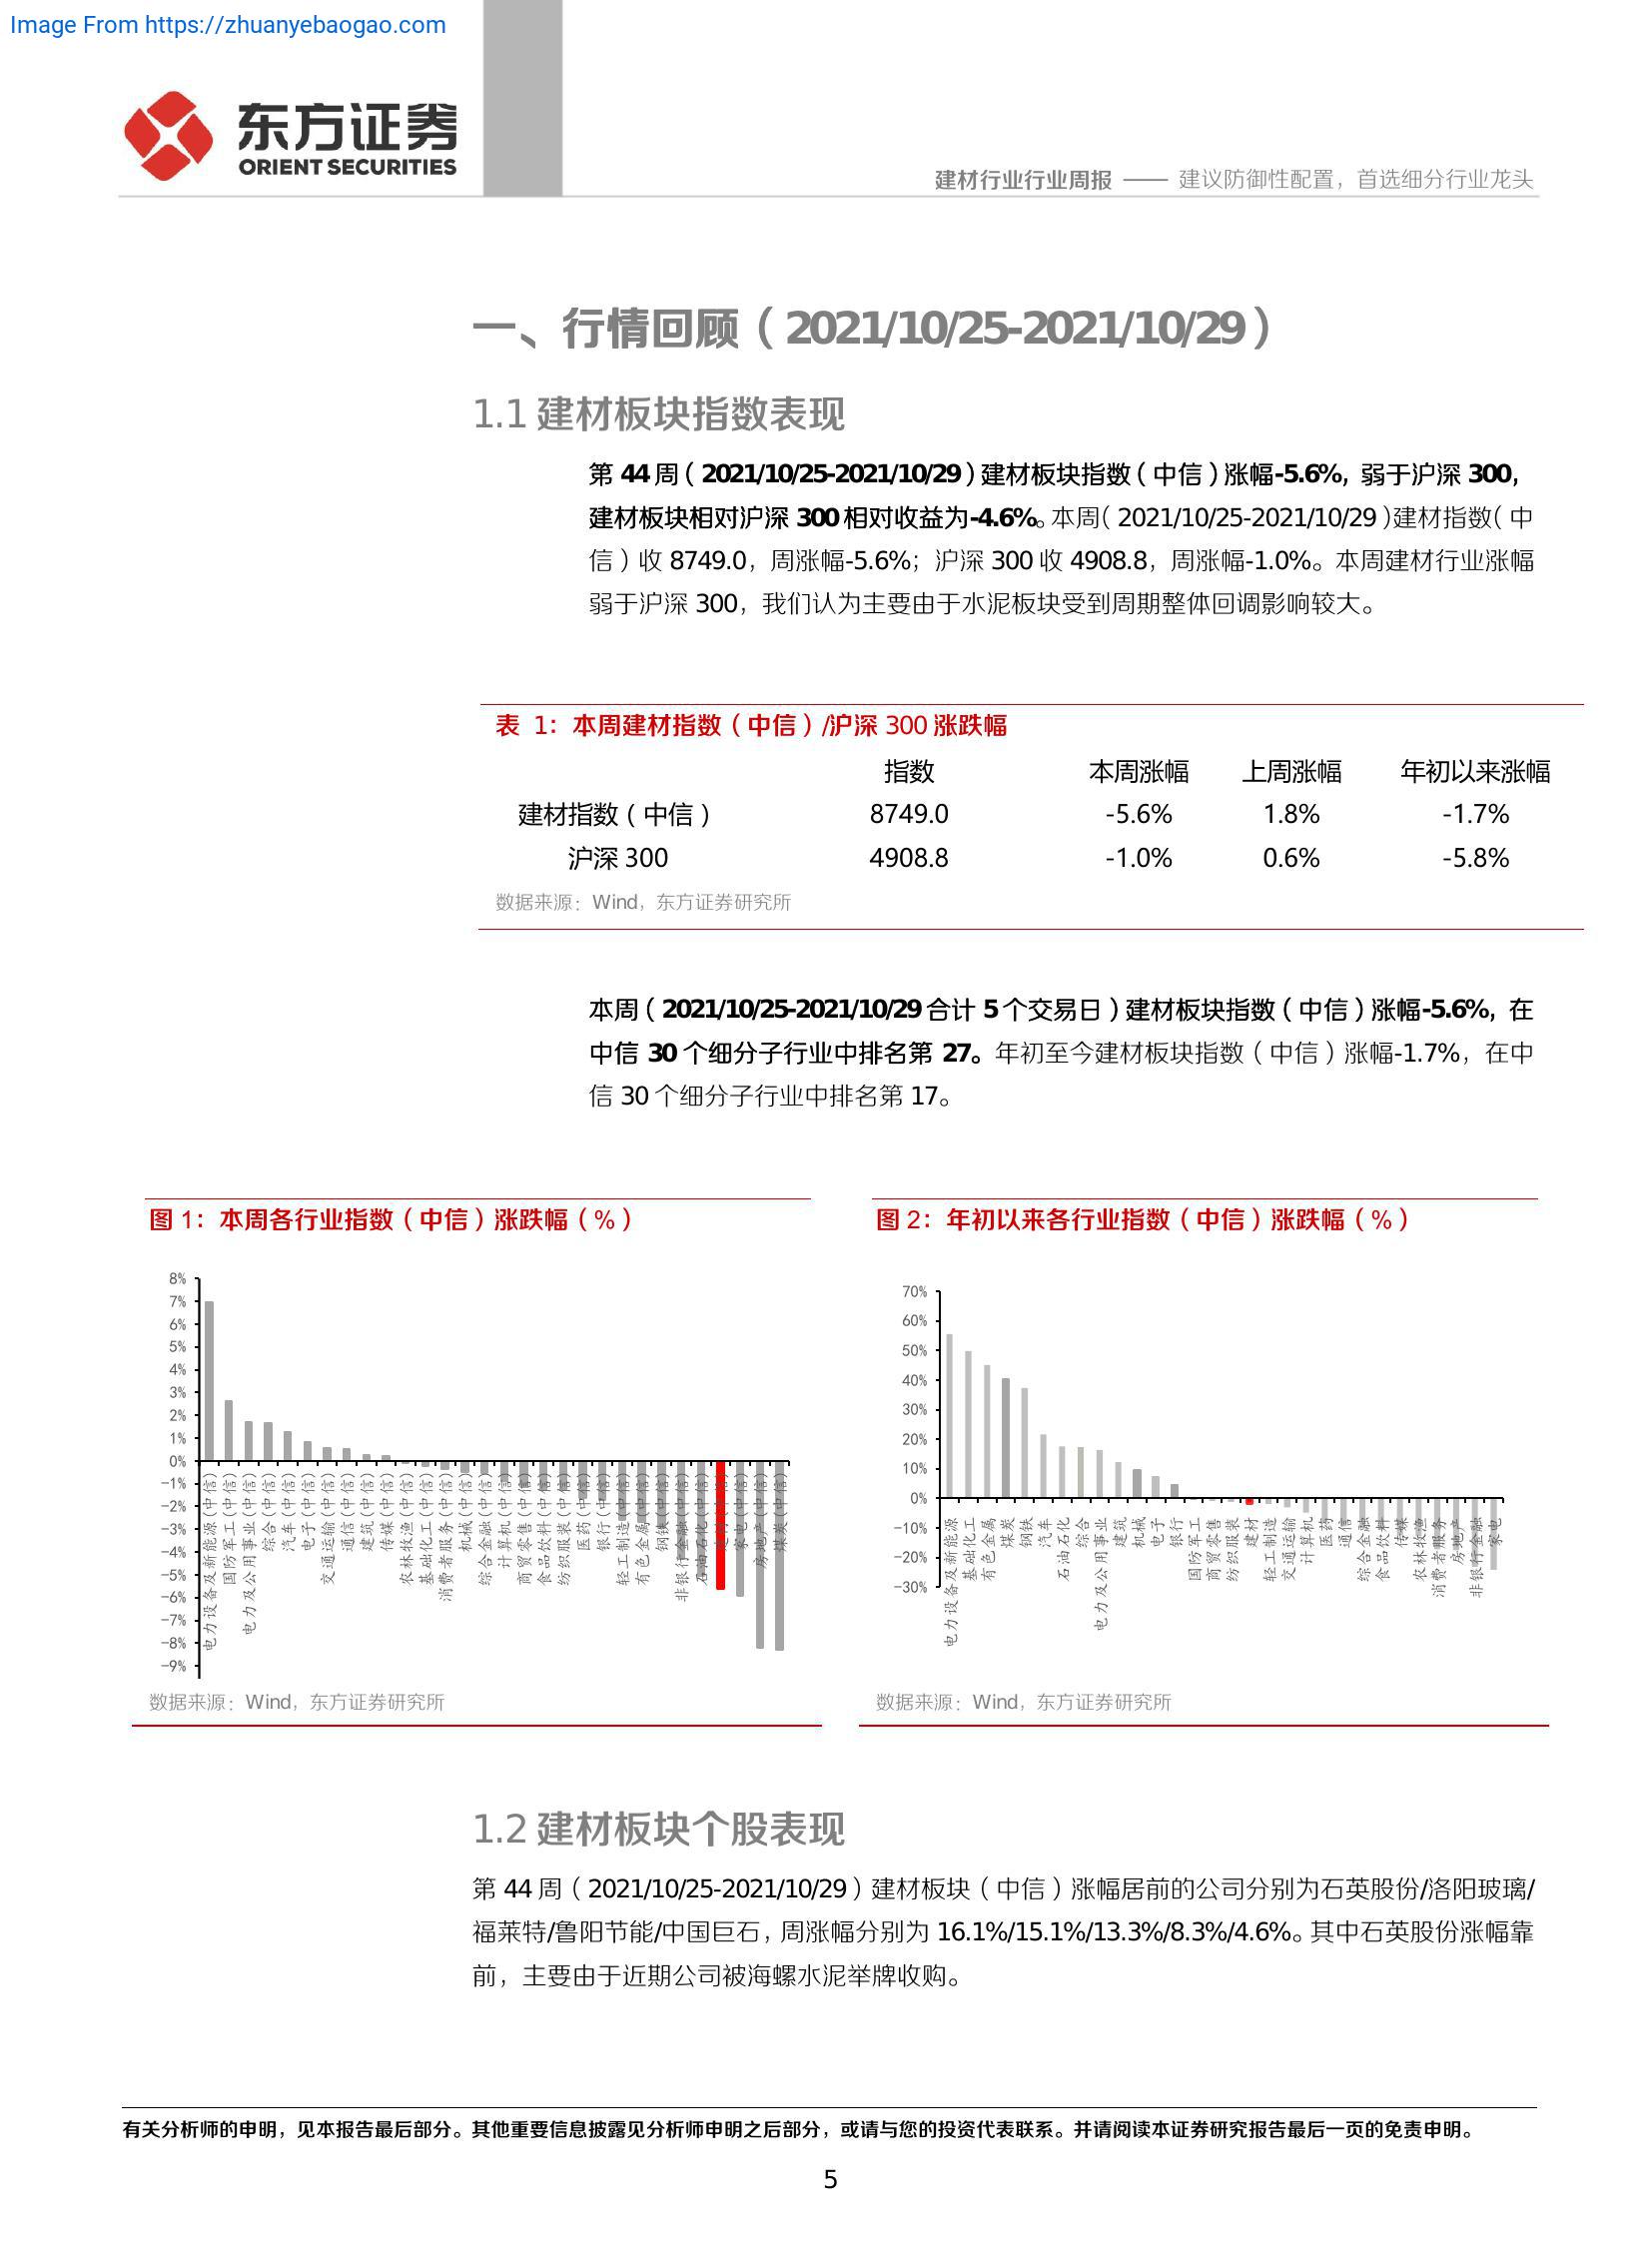 Image From https://zhuanyebaogao.com
东方证券
ORIENT SECURITIES
建材行业行业周报 —— 建议防御性配置，首选细分行业龙头
一、行情回顾（2021/10/25-2021/10/29）
1.1 建材板块指数表现
第 44 周（2021/10/25-2021/10/29）建材板块指数（中信）涨幅-5.6%，弱于沪深 300，
建材板块相对沪深 300 相对收益为-4.6%。本周（2021/10/25-2021/10/29）建材指数（中
信）收 8749.0，周涨幅-5.6%；沪深 300 收 4908.8，周涨幅-1.0%。本周建材行业涨幅
弱于沪深 300，我们认为主要由于水泥板块受到周期整体回调影响较大。
表 1：本周建材指数（中信）/沪深 300 涨跌幅
指数 本周涨幅 上周涨幅 年初以来涨幅
建材指数（中信） 8749.0 -5.6% 1.8% -1.7%
沪深 300 4908.8 -1.0% 0.6% -5.8%
数据来源：Wind，东方证券研究所
本周（2021/10/25-2021/10/29 合计 5 个交易日）建材板块指数（中信）涨幅-5.6%，在
中信 30 个细分子行业中排名第 27。年初至今建材板块指数（中信）涨幅-1.7%，在中
信 30 个细分子行业中排名第 17。
图 1：本周各行业指数（中信）涨跌幅（%）
8%
7%
6%
5%
4%
3%
2%
1%
0%
-1%
-2%
-3%
-4%
-5%
-6%
-7%
-8%
-9%
电力设备及新能源(中信)
国防军工(中信)
电力及公用事业(中信)
综合(中信)
汽车(中信)
电子(中信)
交通运输(中信)
通信(中信)
建筑(中信)
传媒(中信)
农林牧渔(中信)
基础化工(中信)
消费者服务(中信)
机械(中信)
综合金融(中信)
计算机(中信)
商贸零售(中信)
食品饮料(中信)
纺织服装(中信)
医药(中信)
银行(中信)
轻工制造(中信)
有色金属(中信)
钢铁(中信)
非银行金融(中信)
石油石化(中信)
家电(中信)
房地产(中信)
煤炭(中信)
数据来源：Wind，东方证券研究所
图 2：年初以来各行业指数（中信）涨跌幅（%）
70%
60%
50%
40%
30%
20%
10%
0%
-10%
-20%
-30%
电力设备及新能源
基础化工
有色金属
煤炭
钢铁
汽车
石油石化
综合
电力及公用事业
建筑
机械
电子
银行
国防军工
商贸零售
纺织服装
建材
轻工制造
交通运输
计算机
医药
通信
综合金融
食品饮料
传媒
农林牧渔
消费者服务
房地产
非银行金融
家电
数据来源：Wind，东方证券研究所
1.2 建材板块个股表现
第 44 周（2021/10/25-2021/10/29）建材板块（中信）涨幅居前的公司分别为石英股份/洛阳玻璃/
福莱特/鲁阳节能/中国巨石，周涨幅分别为 16.1%/15.1%/13.3%/8.3%/4.6%。其中石英股份涨幅靠
前，主要由于近期公司被海螺水泥举牌收购。
有关分析师的申明，见本报告最后部分。其他重要信息披露见分析师申明之后部分，或请与您的投资代表联系。并请阅读本证券研究报告最后一页的免责申明。
5